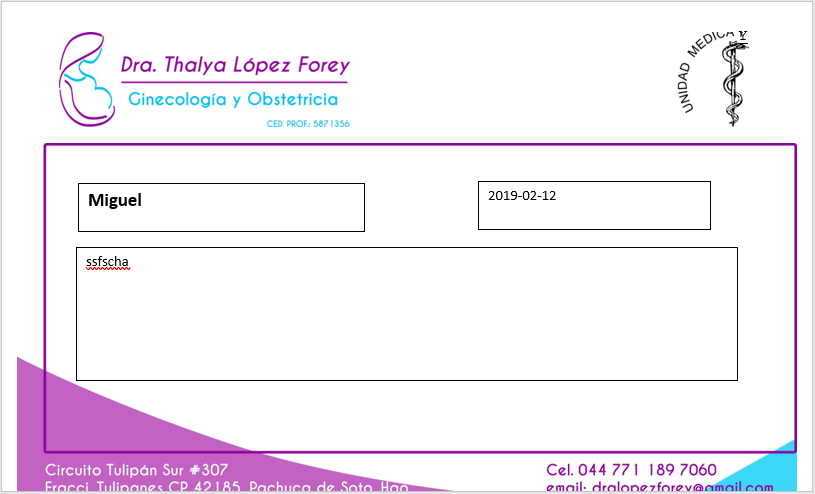 Dra. Thalya López Forey
Ginecología y Obstetricia
CED. PROF.: 5871356
UNIDAD MEDICA Y
Miguel
2019-02-12
ssfscha
Circuito Tulipán Sur #307
Fracci. Tulipanes CP 42185, Pachuca de Soto, Hgo.
Cel. 044 771 189 7060
email: dralopezforey@gmail.com